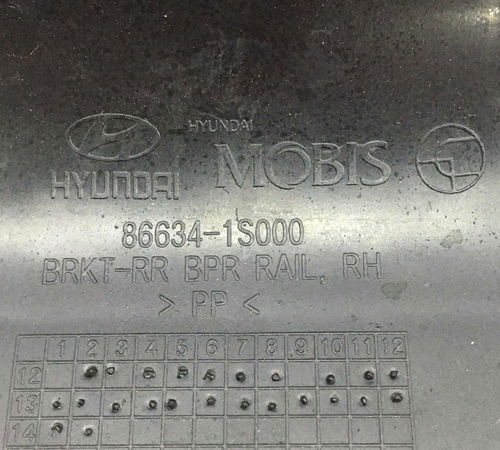 HYUNDAI
HYUNDAI
MOBIS
86634-1S000
BRKT-RR BPR RAIL, RH
> PP <
1 2 3 4 5 6 7 8 9 10 11 12
12
13
14